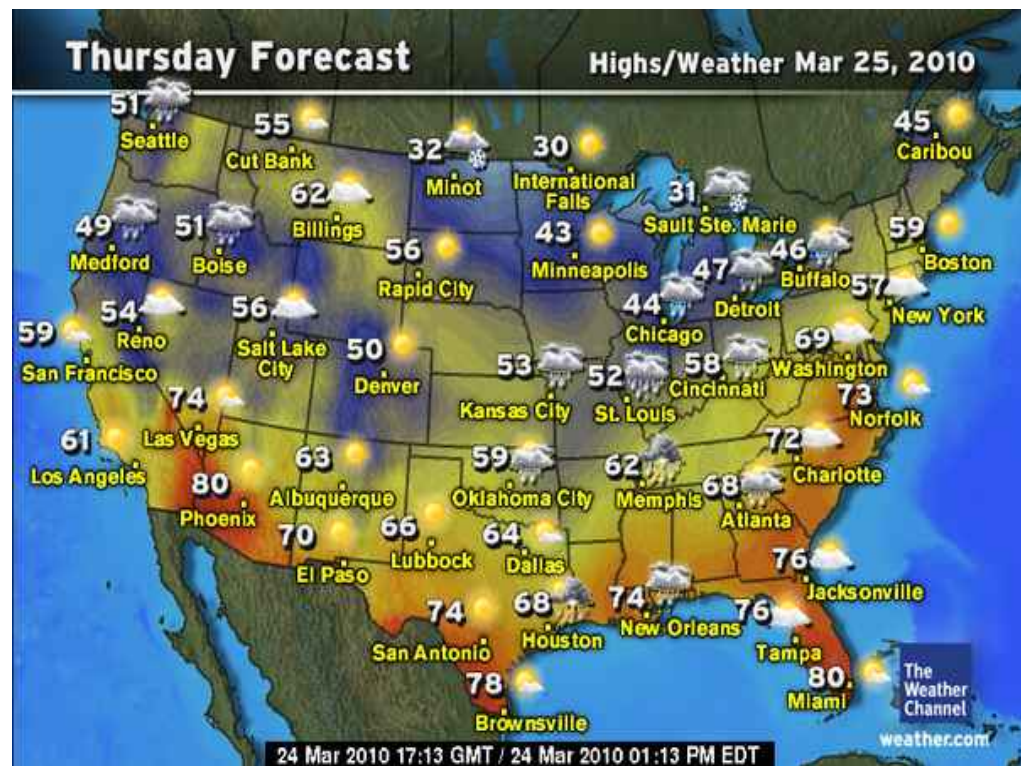 Thursday Forecast
Highs/Weather Mar 25, 2010
51
Seattle
55
Cut Bank
32
Minot
30
International
Falls
45
Caribou
62
Billings
31
Sault Ste. Marie
49
Medford
51
Boise
56
Rapid City
43
Minneapolis
47
Detroit
46
Buffalo
59
Boston
54
Reno
56
Salt Lake
City
44
Chicago
57
New York
59
San Francisco
50
Denver
53
Kansas City
52
St. Louis
58
Cincinnati
69
Washington
74
Las Vegas
73
Norfolk
61
Los Angeles
63
Albuquerque
59
Oklahoma City
62
Memphis
72
Charlotte
80
Phoenix
68
Atlanta
70
El Paso
66
Lubbock
64
Dallas
76
Jacksonville
74
San Antonio
68
Houston
74
New Orleans
76
Tampa
78
Brownsville
80
Miami
The
Weather
Channel
weather.com
24 Mar 2010 17:13 GMT / 24 Mar 2010 01:13 PM EDT